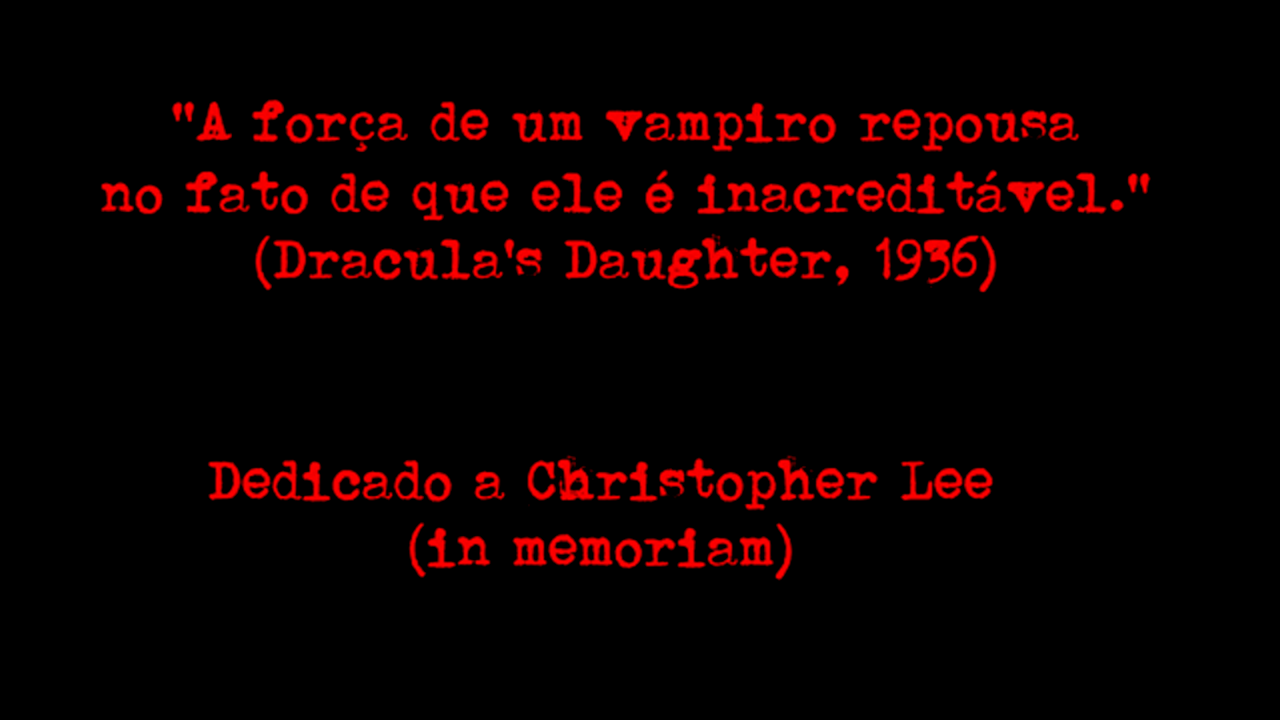 "A força de um vampiro repousa
no fato de que ele é inacreditável."
(Dracula's Daughter, 1936)
Dedicado a Christopher Lee
(in memoriam)